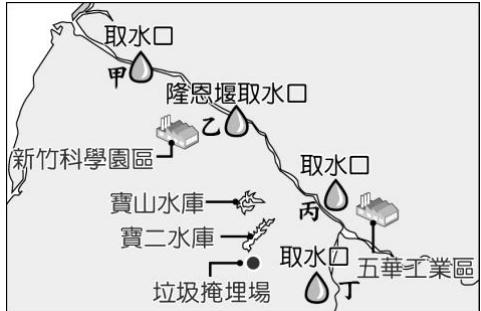 取水口
甲
隆恩堰取水口
乙
新竹科學園區
取水口
丙
寶山水庫
寶二水庫
取水口
五華工業區
垃圾掩埋場
丁